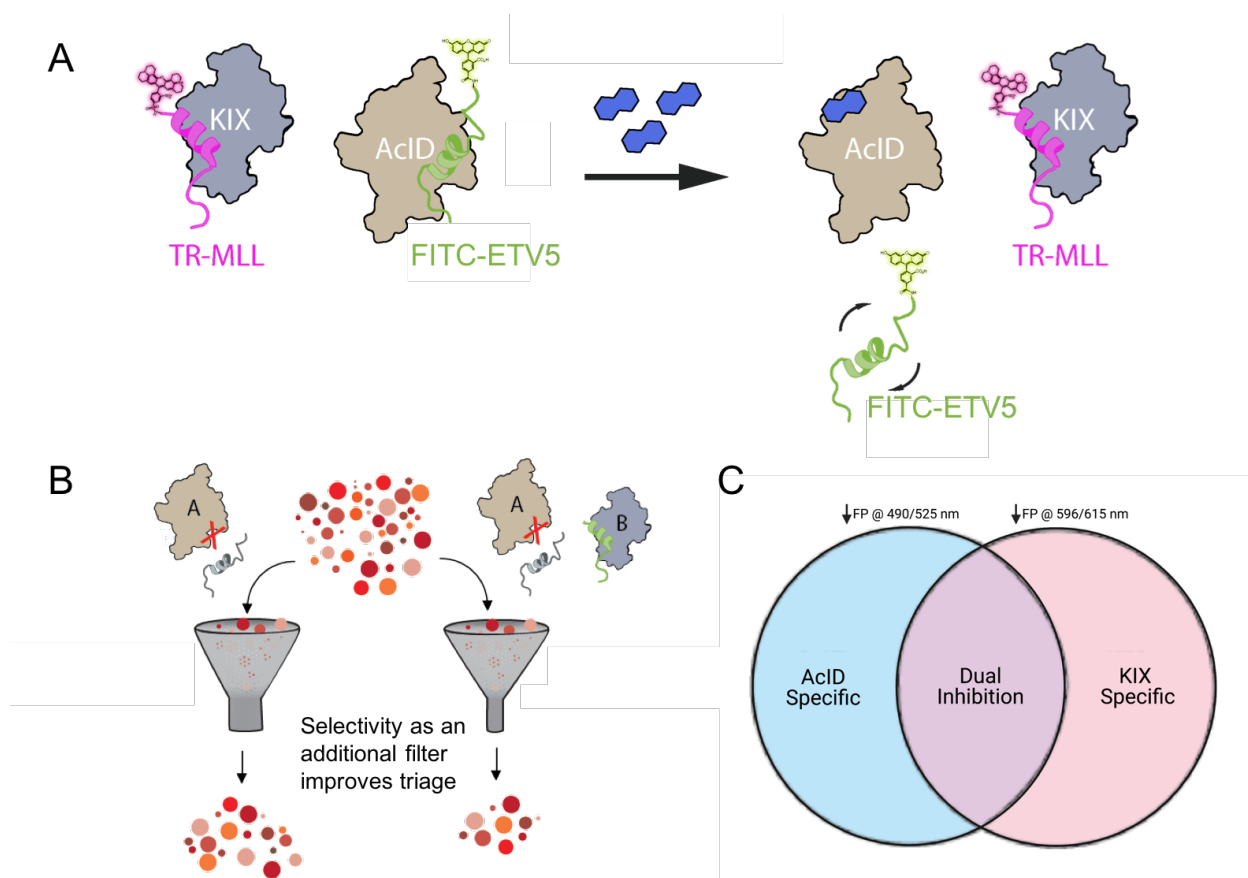 A
KIX
TR-MLL
AcID
FITC-ETV5
AcID
KIX
TR-MLL
FITC-ETV5
B
A
A
B
Selectivity as an
additional filter
improves triage
C
↓FP @ 490/525 nm
↓FP @ 596/615 nm
AcID
Specific
Dual
Inhibition
KIX
Specific